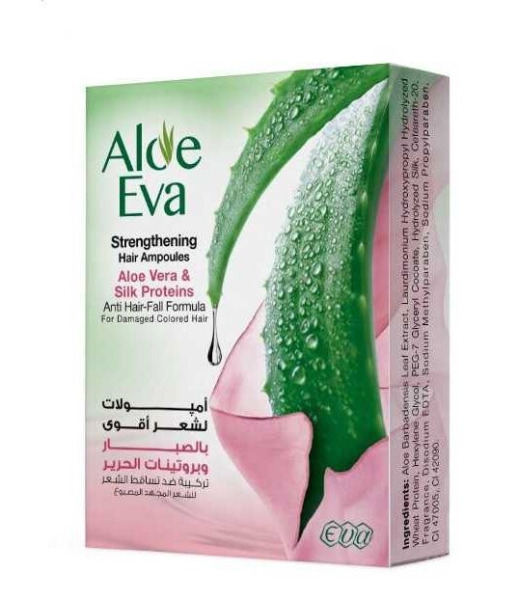 Aloe
Eva
Strengthening
Hair Ampoules
Aloe Vera &
Silk Proteins
Anti Hair-Fall Formula
For Damaged Colored Hair
أمبولات
لشعر أقوى
بالصبار
وبروتينات الحرير
تركيبة ضد تساقط الشعر
للشعر المجهد المصبوغ
Eva
Ingredients: Aloe Barbadensis Leaf Extract, Laurdimonium Hydroxypropyl Hydrolyzed
Wheat Protein, Hexylene Glycol, PEG-7 Glyceryl Cocoate, Hydrolyzed Silk, Ceteareth-20,
Fragrance, Disodium EDTA, Sodium Methylparaben, Sodium Propylparaben,
CI 47005, CI 42090.